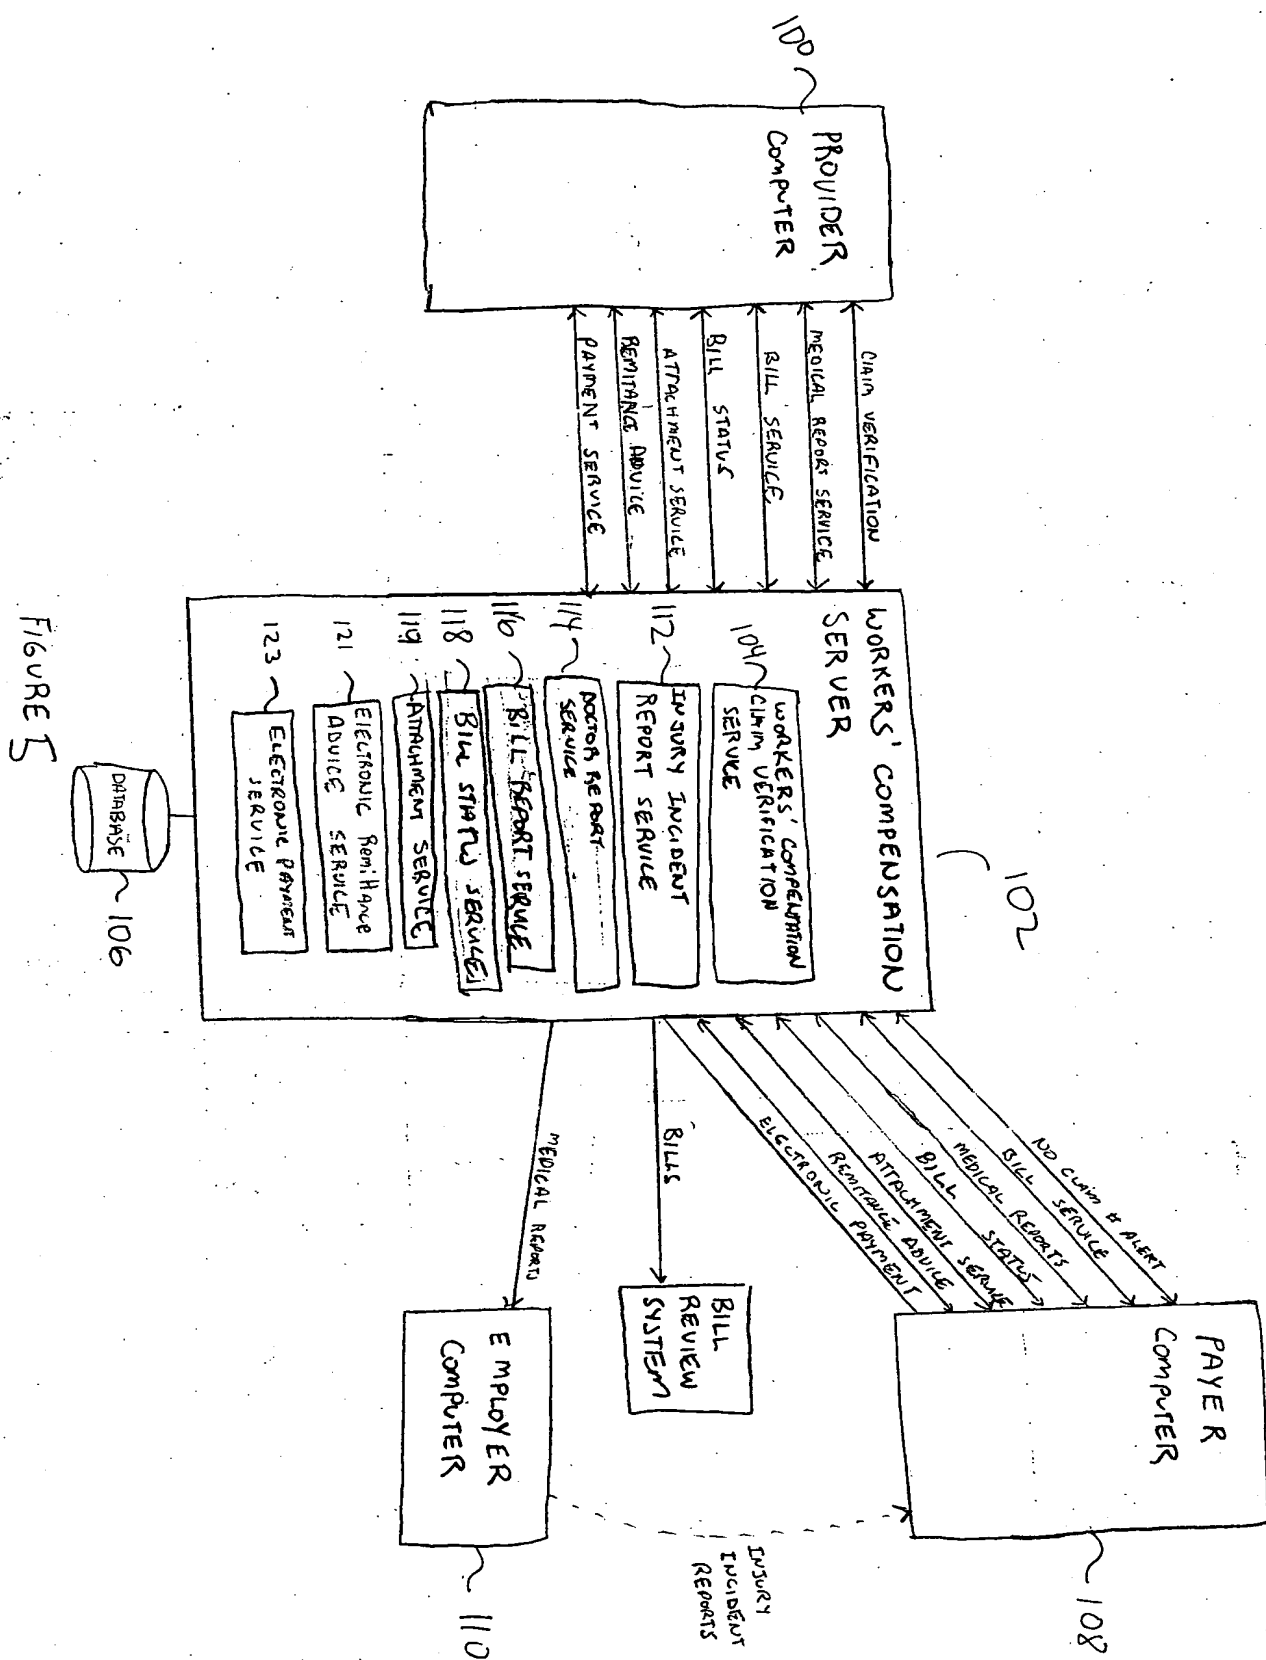 100
PROVIDER
COMPUTER
CLAIM VERIFICATION
MEDICAL REPORT SERVICE
BILL SERVICE
BILL STATUS
ATTACHMENT SERVICE
REMITANCE ADVICE
PAYMENT SERVICE
102
WORKERS' COMPENSATION
SERVER
104
WORKERS' COMPENTATION
CLAIM VERIFICATION
SERVICE
112
INJURY INCIDENT
REPORT SERVICE
114
DOCTOR REPORT
SERVICE
116
BILL REPORT SERVICE
118
BILL STATUS SERVICE
119
ATTACHMENT SERVICE
121
ELECTRONIC Remittance
ADVICE SERVICE
123
ELECTRONIC PAYMENT
SERVICE
DATABASE
106
NO CLAIM # ALERT
BILL SERVICE
MEDICAL REPORTS
BILL STATUS
ATTACHMENT SERVICE
REMITANCE ADVICE
ELECTRONIC PAYMENT
BILLS
MEDICAL REPORTS
PAYER
COMPUTER
108
BILL
REVIEW
SYSTEM
EMPLOYER
COMPUTER
110
INJURY
INCIDENT
REPORTS
FIGURE 5